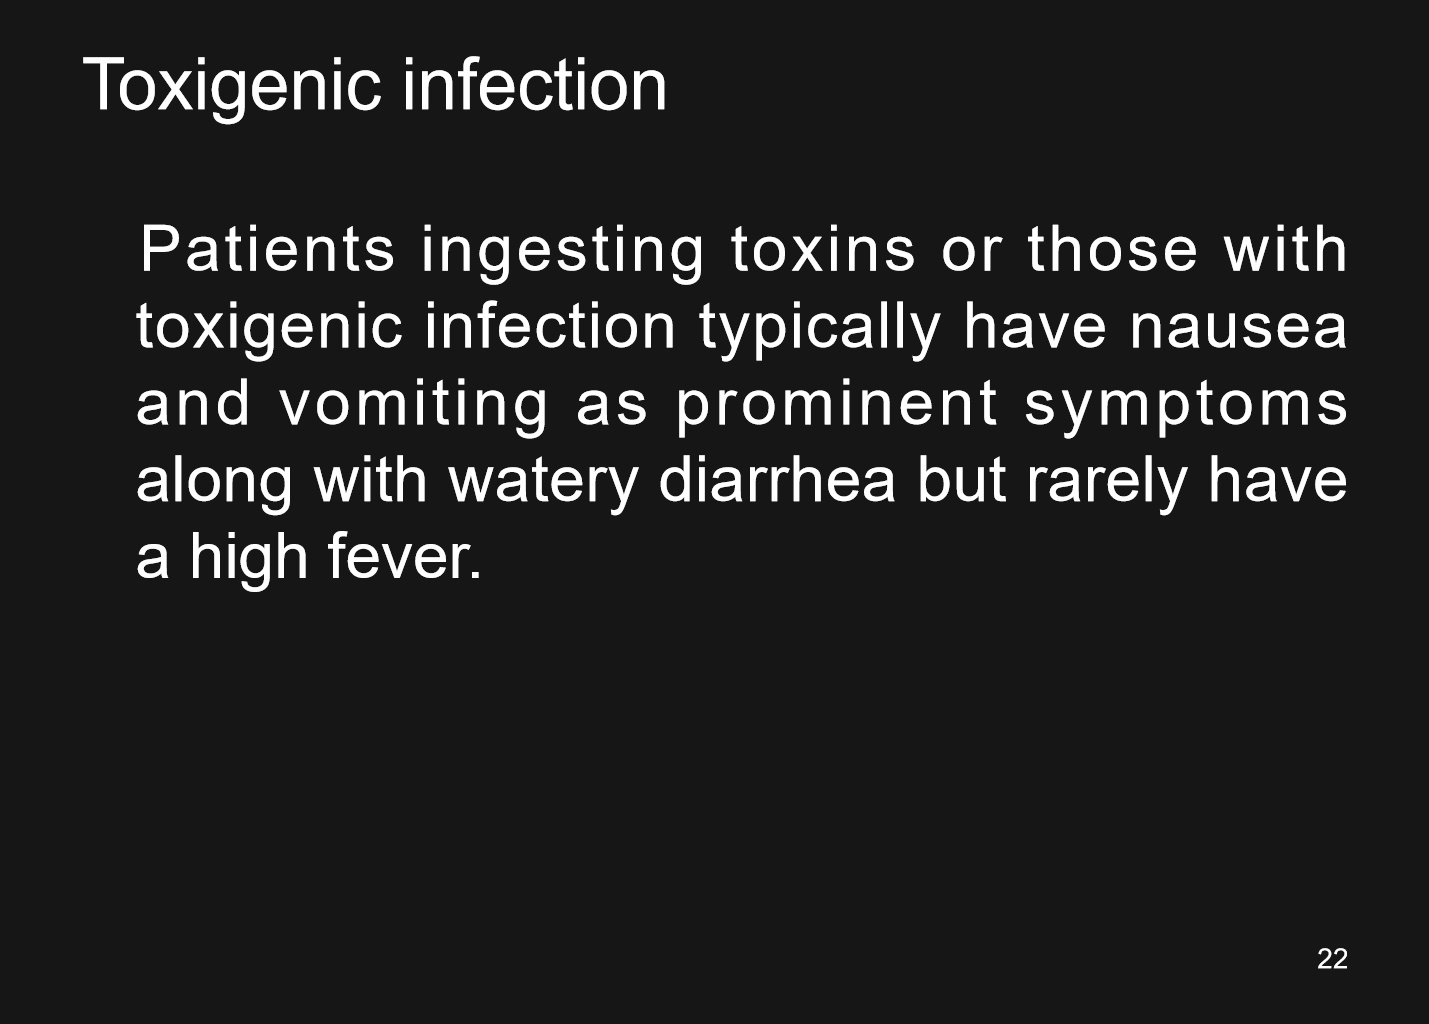 Toxigenic infection
Patients ingesting toxins or those with
toxigenic infection typically have nausea
and vomiting as prominent symptoms
along with watery diarrhea but rarely have
a high fever.
22